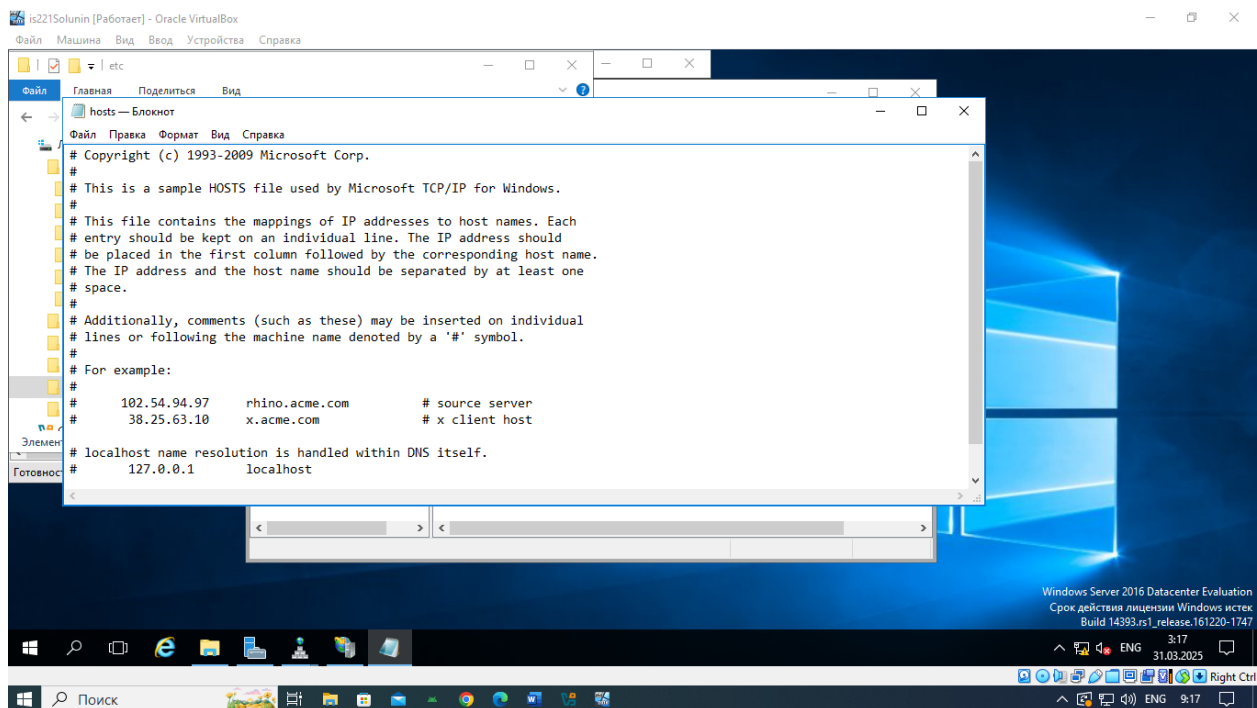 is221Solunin [Работает] - Oracle VirtualBox
Файл Машина Вид Ввод Устройства Справка
etc
Файл Главная Поделиться Вид
hosts — Блокнот
Файл Правка Формат Вид Справка
# Copyright (c) 1993-2009 Microsoft Corp.
#
# This is a sample HOSTS file used by Microsoft TCP/IP for Windows.
#
# This file contains the mappings of IP addresses to host names. Each
# entry should be kept on an individual line. The IP address should
# be placed in the first column followed by the corresponding host name.
# The IP address and the host name should be separated by at least one
# space.
#
# Additionally, comments (such as these) may be inserted on individual
# lines or following the machine name denoted by a '#' symbol.
#
# For example:
#
# 102.54.94.97 rhino.acme.com # source server
# 38.25.63.10 x.acme.com # x client host

# localhost name resolution is handled within DNS itself.
# 127.0.0.1 localhost
Элемен
Готовнос
Windows Server 2016 Datacenter Evaluation
Срок действия лицензии Windows истек
Build 14393.rs1_release.161220-1747
ENG 3:17
31.03.2025
Right Ctrl
Поиск
ENG 9:17